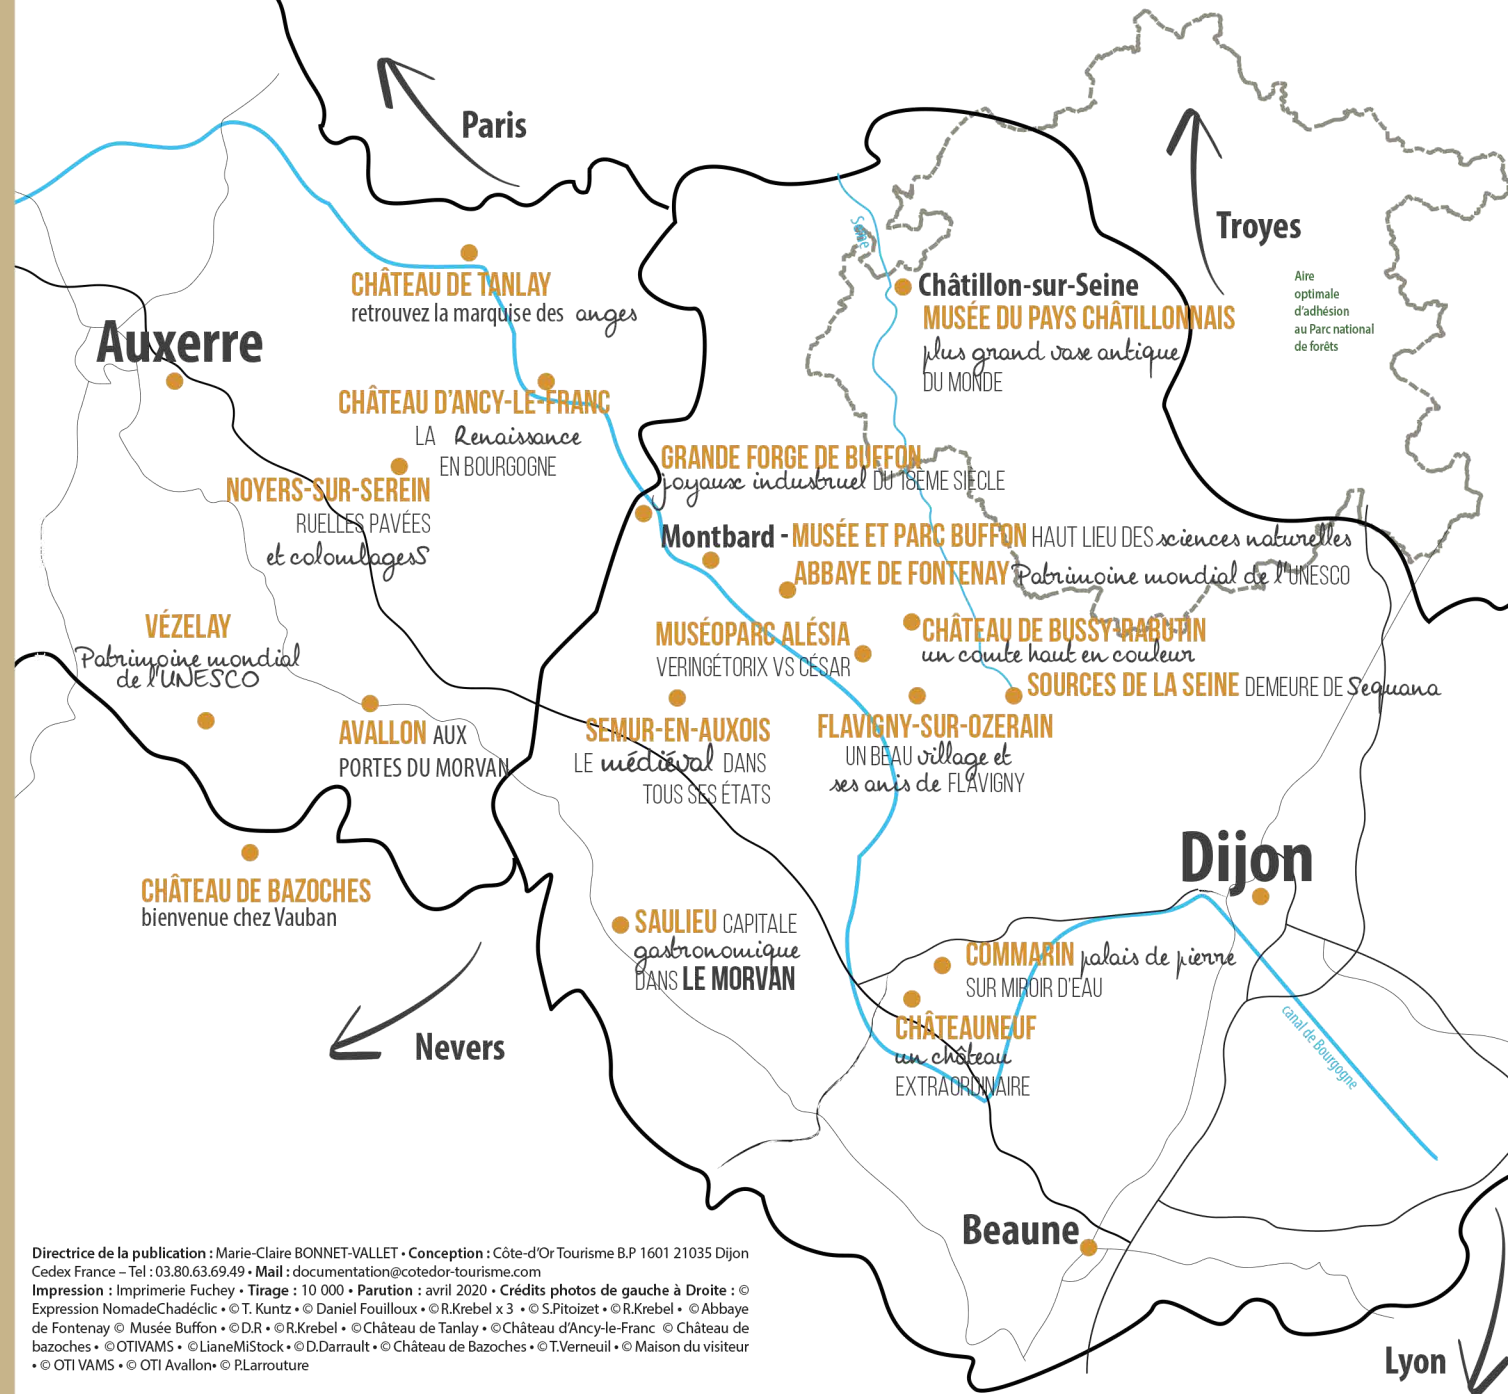 Paris
Troyes
Seine
CHÂTEAU DE TANLAY
retrouvez la marquise des anges
Châtillon-sur-Seine
MUSÉE DU PAYS CHÂTILLONNAIS
plus grand vase antique
DU MONDE
Aire
optimale
d'adhésion
au Parc national
de forêts
Auxerre
CHÂTEAU D'ANCY-LE-FRANC
LA Renaissance
EN BOURGOGNE
NOYERS-SUR-SEREIN
RUELLES PAVÉES
et colombagesS
GRANDE FORGE DE BUFFON
joyaux industruel DU 18ÈME SIÈCLE
Montbard - MUSÉE ET PARC BUFFON HAUT LIEU DES sciences naturelles
ABBAYE DE FONTENAY Patrimoine mondial de l'UNESCO
VÉZELAY
Patrimoine mondial
de l'UNESCO
MUSÉOPARC ALÉSIA
VERINGÉTORIX VS CÉSAR
CHÂTEAU DE BUSSY-RABUTIN
un comte haut en couleur
SOURCES DE LA SEINE DEMEURE DE Sequana
AVALLON AUX
PORTES DU MORVAN
SEMUR-EN-AUXOIS
LE médiéval DANS
TOUS SES ÉTATS
FLAVIGNY-SUR-OZERAIN
UN BEAU village et
ses anis de FLAVIGNY
Dijon
CHÂTEAU DE BAZOCHES
bienvenue chez Vauban
SAULIEU CAPITALE
gastronomique
DANS LE MORVAN
COMMARIN palais de pierre
SUR MIROIR D'EAU
CHÂTEAUNEUF
un château
EXTRAORDINAIRE
canal de Bourgogne
Nevers
Beaune
Lyon
Directrice de la publication : Marie-Claire BONNET-VALLET • Conception : Côte-d'Or Tourisme B.P 1601 21035 Dijon
Cedex France – Tel : 03.80.63.69.49 • Mail : documentation@cotedor-tourisme.com
Impression : Imprimerie Fuchey • Tirage : 10 000 • Parution : avril 2020 • Crédits photos de gauche à Droite : ©
Expression NomadeChadéclic • © T. Kuntz • © Daniel Fouilloux • © R.Krebel x 3 • © S.Pitoizet • © R.Krebel • © Abbaye
de Fontenay © Musée Buffon • © D.R • © R.Krebel • © Château de Tanlay • © Château d'Ancy-le-Franc © Château de
bazoches • © OTIVAMS • © LianeMiStock • © D.Darrault • © Château de Bazoches • © T.Verneuil • © Maison du visiteur
• © OTI VAMS • © OTI Avallon• © P.Larrouture